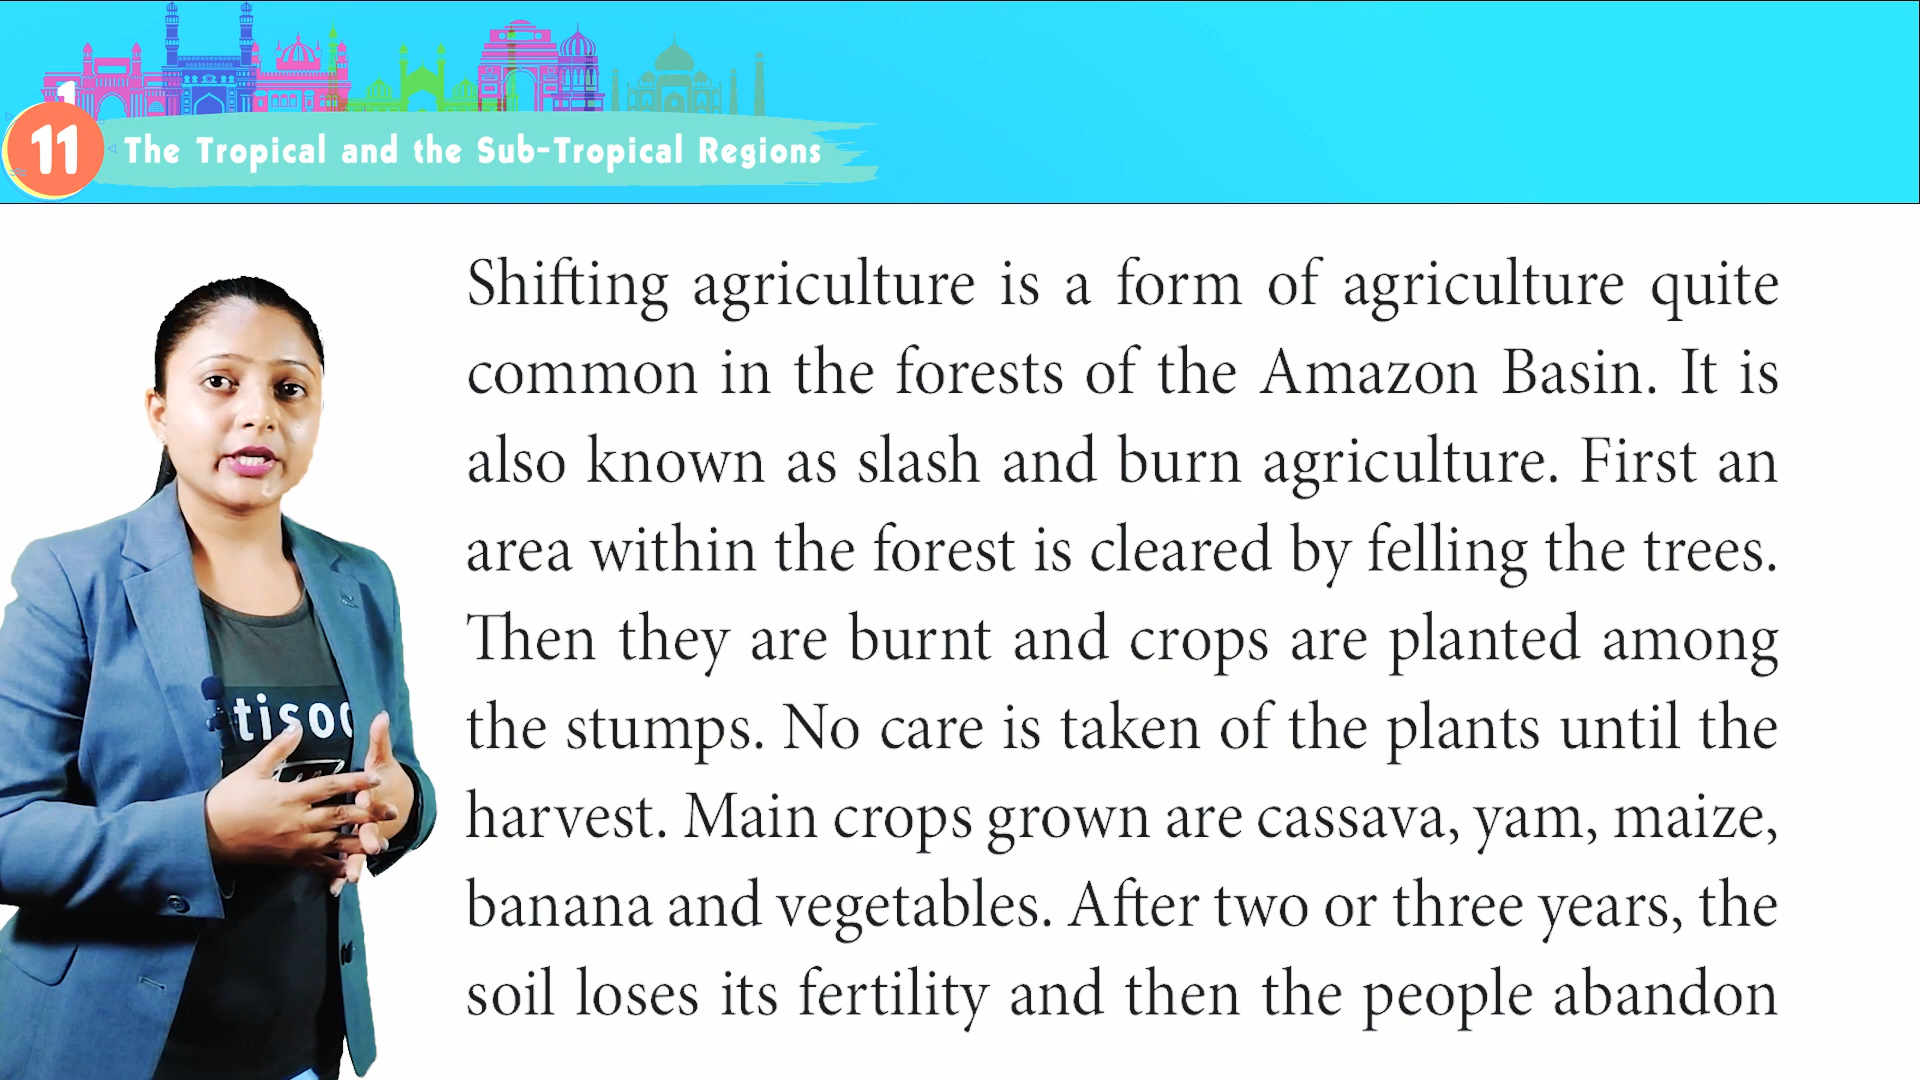 11
The Tropical and the Sub-Tropical Regions
Shifting agriculture is a form of agriculture quite
common in the forests of the Amazon Basin. It is
also known as slash and burn agriculture. First an
area within the forest is cleared by felling the trees.
Then they are burnt and crops are planted among
the stumps. No care is taken of the plants until the
harvest. Main crops grown are cassava, yam, maize,
banana and vegetables. After two or three years, the
soil loses its fertility and then the people abandon